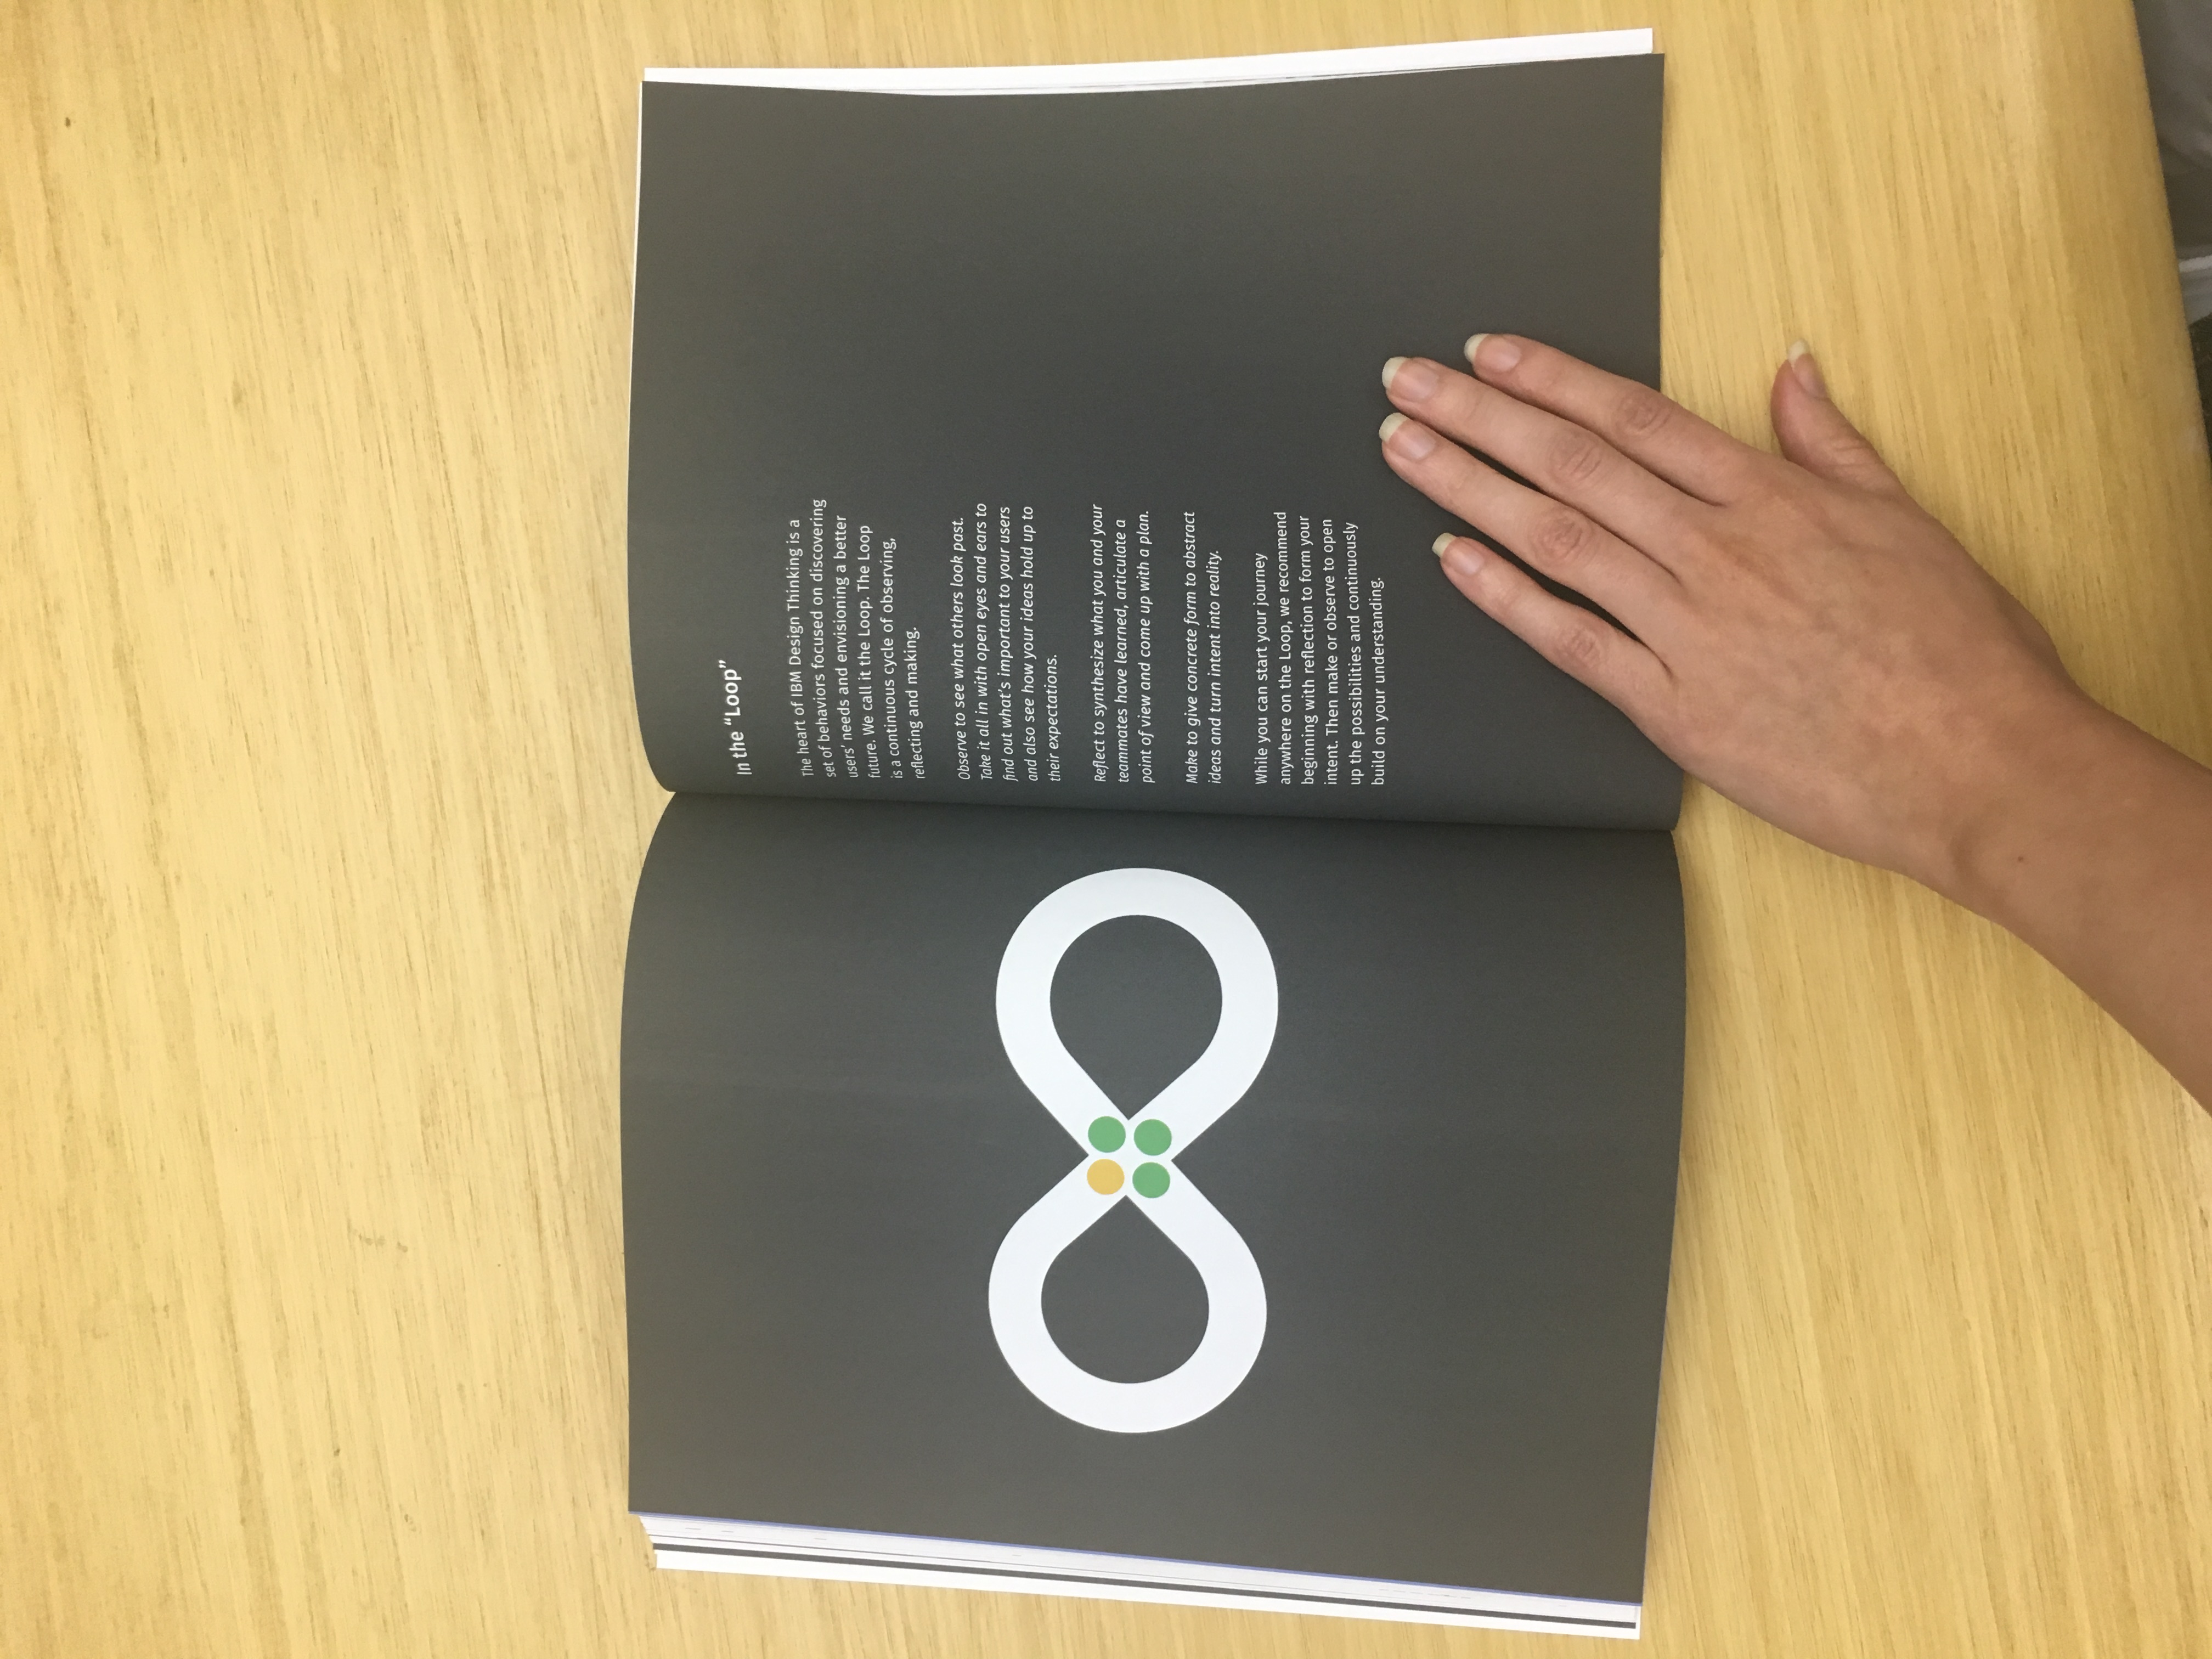 In the “Loop”
The heart of IBM Design Thinking is a
set of behaviors focused on discovering
users’ needs and envisioning a better
future. We call it the Loop. The Loop
is a continuous cycle of observing,
reflecting and making.
Observe to see what others look past.
Take it all in with open eyes and ears to
find out what’s important to your users
and also see how your ideas hold up to
their expectations.
Reflect to synthesize what you and your
teammates have learned, articulate a
point of view and come up with a plan.
Make to give concrete form to abstract
ideas and turn intent into reality.
While you can start your journey
anywhere on the Loop, we recommend
beginning with reflection to form your
intent. Then make or observe to open
up the possibilities and continuously
build on your understanding.